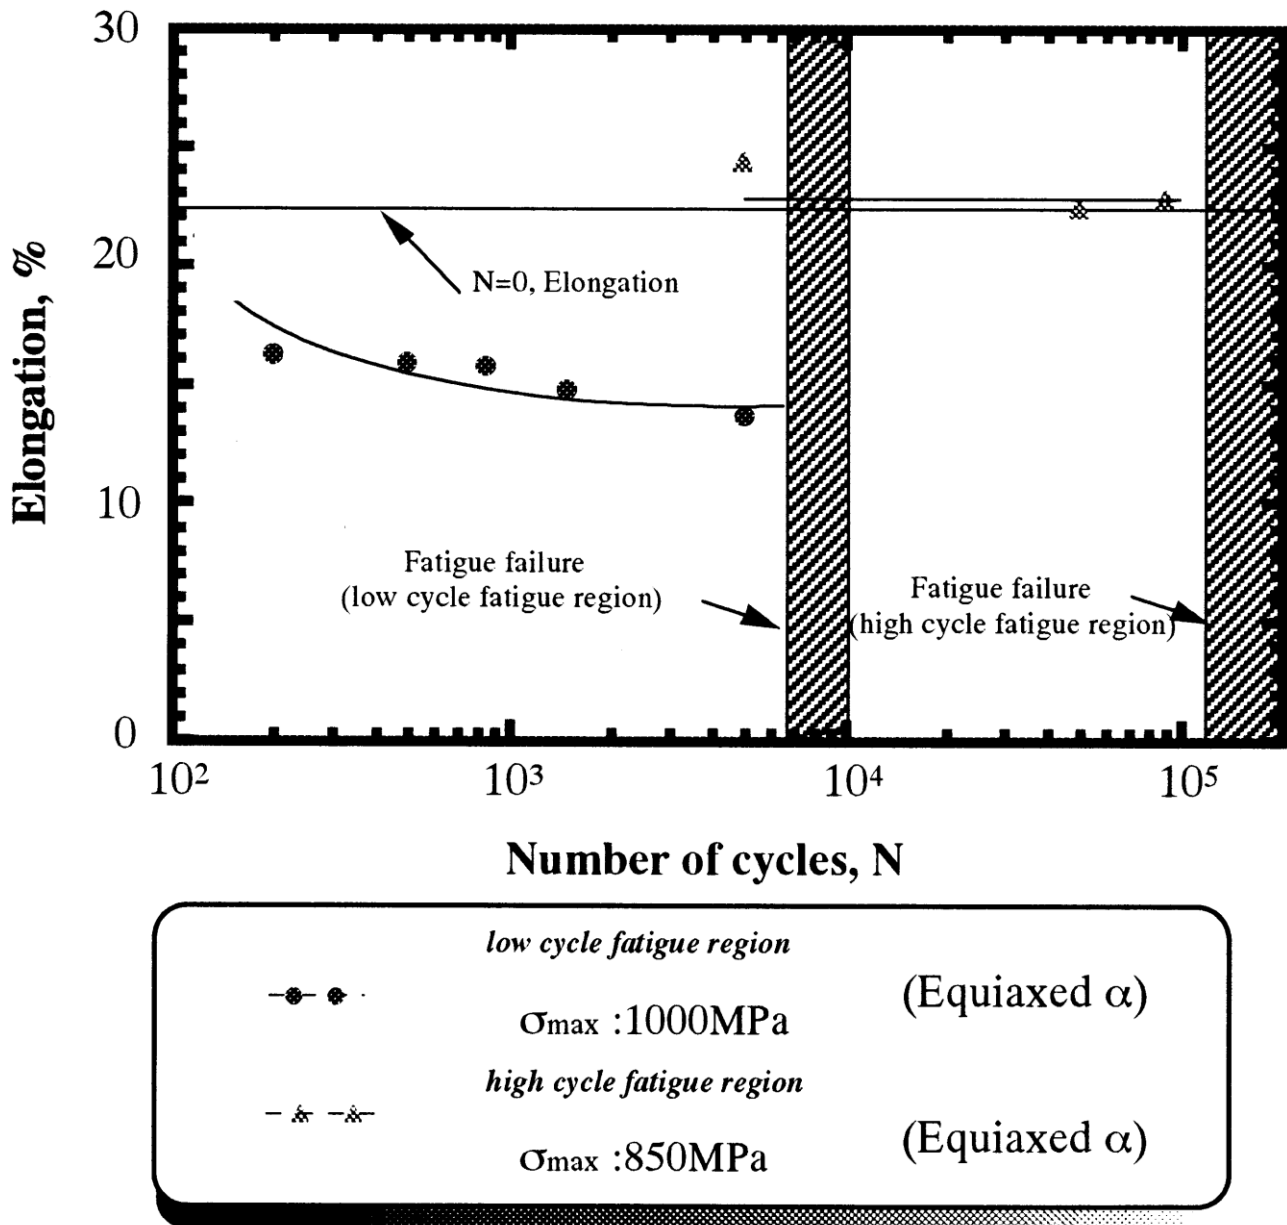 30
20
10
0
Elongation, %
N=0, Elongation
Fatigue failure
(low cycle fatigue region)
Fatigue failure
(high cycle fatigue region)
10²
10³
10⁴
10⁵
Number of cycles, N
low cycle fatigue region
σmax :1000MPa
(Equiaxed α)
high cycle fatigue region
σmax :850MPa
(Equiaxed α)